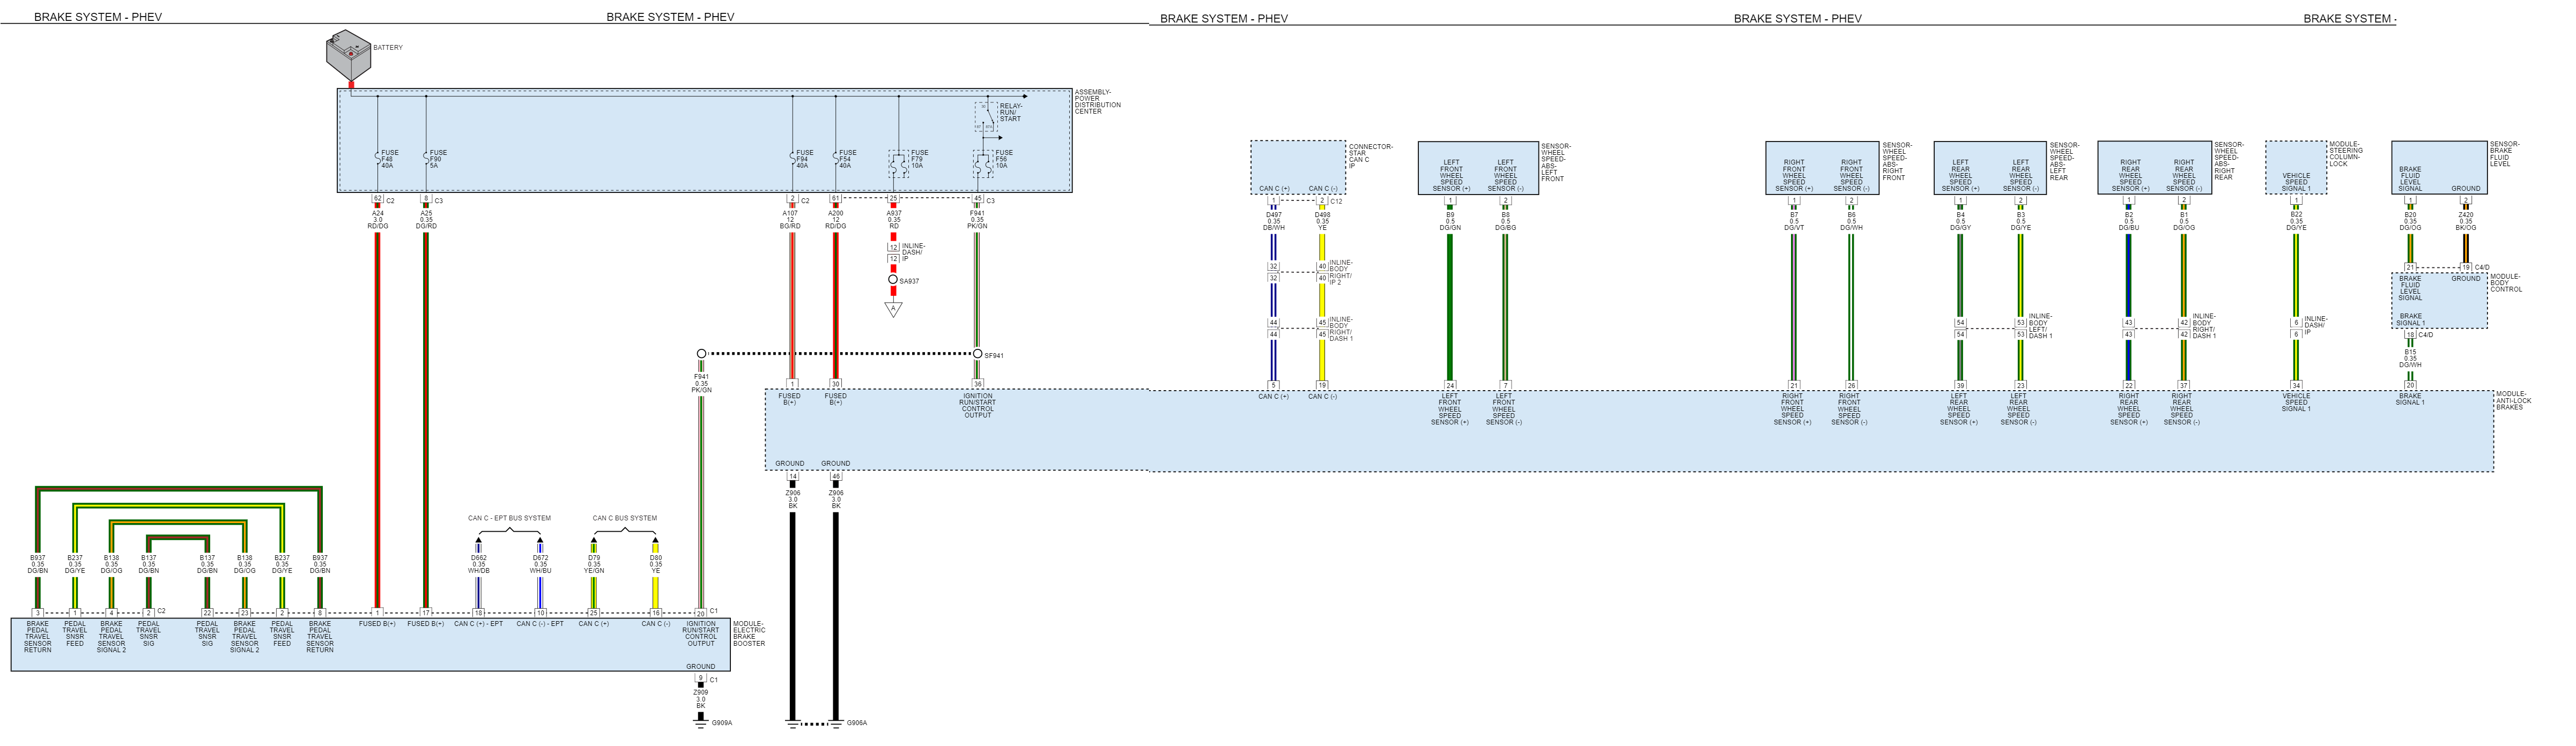 BRAKE SYSTEM - PHEV
BRAKE SYSTEM - PHEV
BRAKE SYSTEM - PHEV
BRAKE SYSTEM - PHEV
BRAKE SYSTEM -
BATTERY
ASSEMBLY-
POWER
DISTRIBUTION
CENTER
RELAY-
RUN/
START
FUSE
F48
40A
FUSE
F90
5A
FUSE
F94
40A
FUSE
F54
40A
FUSE
F79
10A
FUSE
F56
10A
62 C2
8 C3
2 C2
61
25
45 C3
A24
3.0
RD/DG
A25
0.35
DG/RD
A107
12
BG/RD
A200
12
RD/DG
A937
0.35
RD
F941
0.35
PK/GN
12
12
INLINE-
DASH/
IP
SA937
A
SF941
F941
0.35
PK/GN
1
30
36
FUSED
B(+)
FUSED
B(+)
IGNITION
RUN/START
CONTROL
OUTPUT
GROUND
GROUND
14
46
Z906
3.0
BK
Z906
3.0
BK
G906A
CONNECTOR-
STAR
CAN C
IP
CAN C (+)
CAN C (-)
1
2 C12
D497
0.35
DB/WH
D498
0.35
YE
32
32
40
40
INLINE-
BODY
RIGHT/
IP 2
44
44
45
45
INLINE-
BODY
RIGHT/
DASH 1
5
19
CAN C (+)
CAN C (-)
SENSOR-
WHEEL
SPEED-
ABS-
LEFT
FRONT
LEFT
FRONT
WHEEL
SPEED
SENSOR (+)
LEFT
FRONT
WHEEL
SPEED
SENSOR (-)
1
2
B9
0.5
DG/GN
B8
0.5
DG/BG
24
7
LEFT
FRONT
WHEEL
SPEED
SENSOR (+)
LEFT
FRONT
WHEEL
SPEED
SENSOR (-)
SENSOR-
WHEEL
SPEED-
ABS-
RIGHT
FRONT
RIGHT
FRONT
WHEEL
SPEED
SENSOR (+)
RIGHT
FRONT
WHEEL
SPEED
SENSOR (-)
1
2
B7
0.5
DG/VT
B6
0.5
DG/WH
21
26
RIGHT
FRONT
WHEEL
SPEED
SENSOR (+)
RIGHT
FRONT
WHEEL
SPEED
SENSOR (-)
SENSOR-
WHEEL
SPEED-
ABS-
LEFT
REAR
LEFT
REAR
WHEEL
SPEED
SENSOR (+)
LEFT
REAR
WHEEL
SPEED
SENSOR (-)
1
2
B4
0.5
DG/GY
B3
0.5
DG/YE
54
54
53
53
INLINE-
BODY
LEFT/
DASH 1
39
23
LEFT
REAR
WHEEL
SPEED
SENSOR (+)
LEFT
REAR
WHEEL
SPEED
SENSOR (-)
SENSOR-
WHEEL
SPEED-
ABS-
RIGHT
REAR
RIGHT
REAR
WHEEL
SPEED
SENSOR (+)
RIGHT
REAR
WHEEL
SPEED
SENSOR (-)
1
2
B2
0.5
DG/BU
B1
0.5
DG/OG
43
43
42
42
INLINE-
BODY
RIGHT/
DASH 1
22
37
RIGHT
REAR
WHEEL
SPEED
SENSOR (+)
RIGHT
REAR
WHEEL
SPEED
SENSOR (-)
MODULE-
STEERING
COLUMN-
LOCK
VEHICLE
SPEED
SIGNAL 1
1
B22
0.35
DG/YE
6
6
INLINE-
DASH/
IP
34
VEHICLE
SPEED
SIGNAL 1
SENSOR-
BRAKE
FLUID
LEVEL
BRAKE
FLUID
LEVEL
SIGNAL
GROUND
1
2
B20
0.35
DG/OG
Z420
0.35
BK/OG
21
19 C4/D
BRAKE
FLUID
LEVEL
SIGNAL
GROUND
MODULE-
BODY
CONTROL
BRAKE
SIGNAL 1
18 C4/D
B15
0.35
DG/WH
20
BRAKE
SIGNAL 1
MODULE-
ANTI-LOCK
BRAKES
CAN C - EPT BUS SYSTEM
CAN C BUS SYSTEM
B937
0.35
DG/BN
B237
0.35
DG/YE
B138
0.35
DG/OG
B137
0.35
DG/BN
B137
0.35
DG/BN
B138
0.35
DG/OG
B237
0.35
DG/YE
B937
0.35
DG/BN
D662
0.35
WH/DB
D672
0.35
WH/BU
D79
0.35
YE/GN
D80
0.35
YE
3
1
4
2 C2
22
23
2
8
1
17
18
10
25
16
20 C1
BRAKE
PEDAL
TRAVEL
SENSOR
RETURN
PEDAL
TRAVEL
SNSR
FEED
BRAKE
PEDAL
TRAVEL
SENSOR
SIGNAL 2
PEDAL
TRAVEL
SNSR
SIG
PEDAL
TRAVEL
SNSR
SIG
BRAKE
PEDAL
TRAVEL
SENSOR
SIGNAL 2
PEDAL
TRAVEL
SNSR
FEED
BRAKE
PEDAL
TRAVEL
SENSOR
RETURN
FUSED B(+)
FUSED B(+)
CAN C (+) - EPT
CAN C (-) - EPT
CAN C (+)
CAN C (-)
IGNITION
RUN/START
CONTROL
OUTPUT
GROUND
MODULE-
ELECTRIC
BRAKE
BOOSTER
9 C1
Z909
3.0
BK
G909A